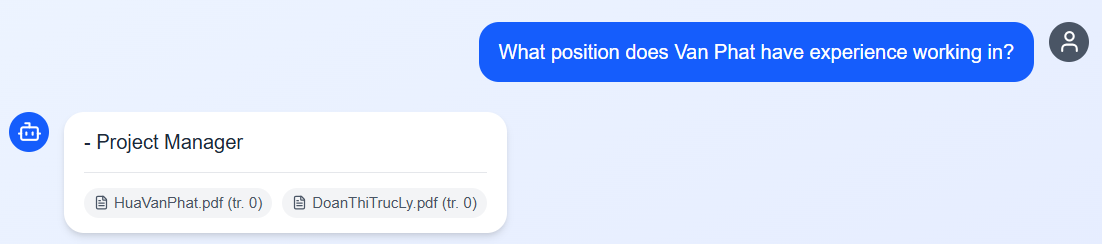 What position does Van Phat have experience working in?
- Project Manager
HuaVanPhat.pdf (tr. 0) DoanThiTrucLy.pdf (tr. 0)